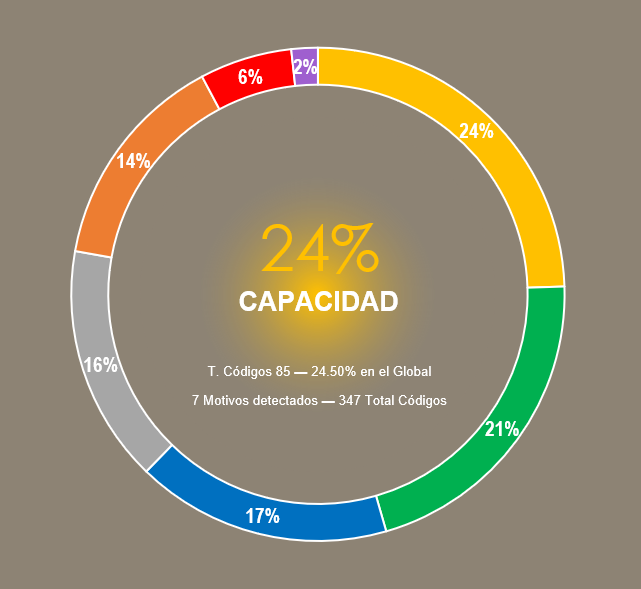 2%
6%
24%
14%
24%
CAPACIDAD
16%
T. Códigos 85 — 24.50% en el Global
7 Motivos detectados — 347 Total Códigos
21%
17%